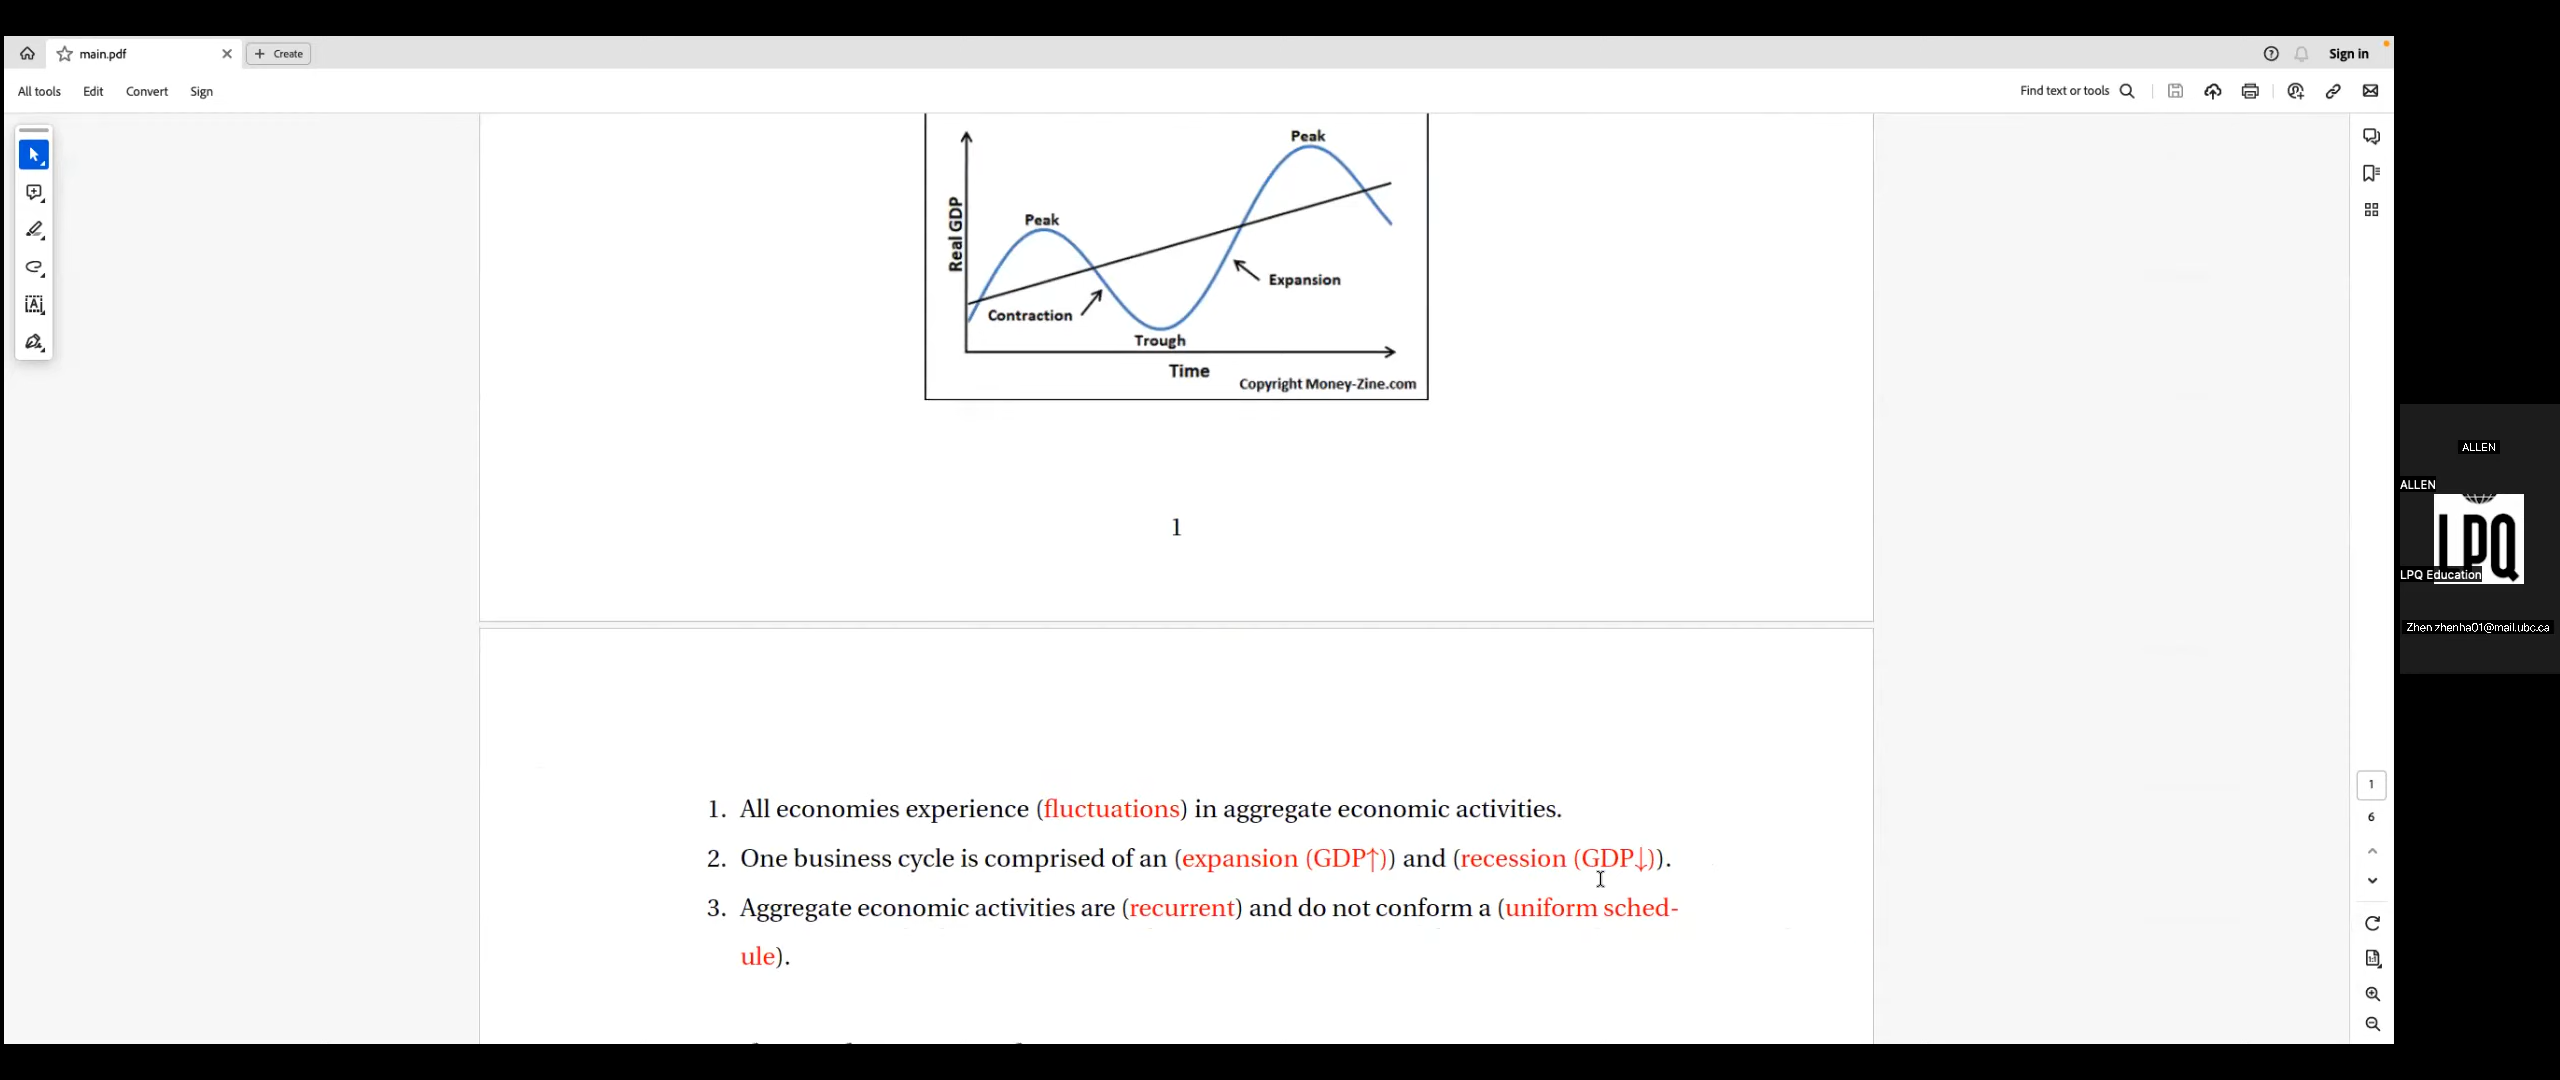 main.pdf
Create
Sign in
All tools Edit Convert Sign
Find text or tools
Peak
Peak
Real GDP
Expansion
Contraction
Trough
Time
Copyright Money-Zine.com
1
1. All economies experience (fluctuations) in aggregate economic activities.
2. One business cycle is comprised of an (expansion (GDP↑)) and (recession (GDP↓)).
3. Aggregate economic activities are (recurrent) and do not conform a (uniform sched-
ule).
1
6
ALLEN
ALLEN
LPQ
LPQ Education
Zhen zhenha01@mail.ubc.ca